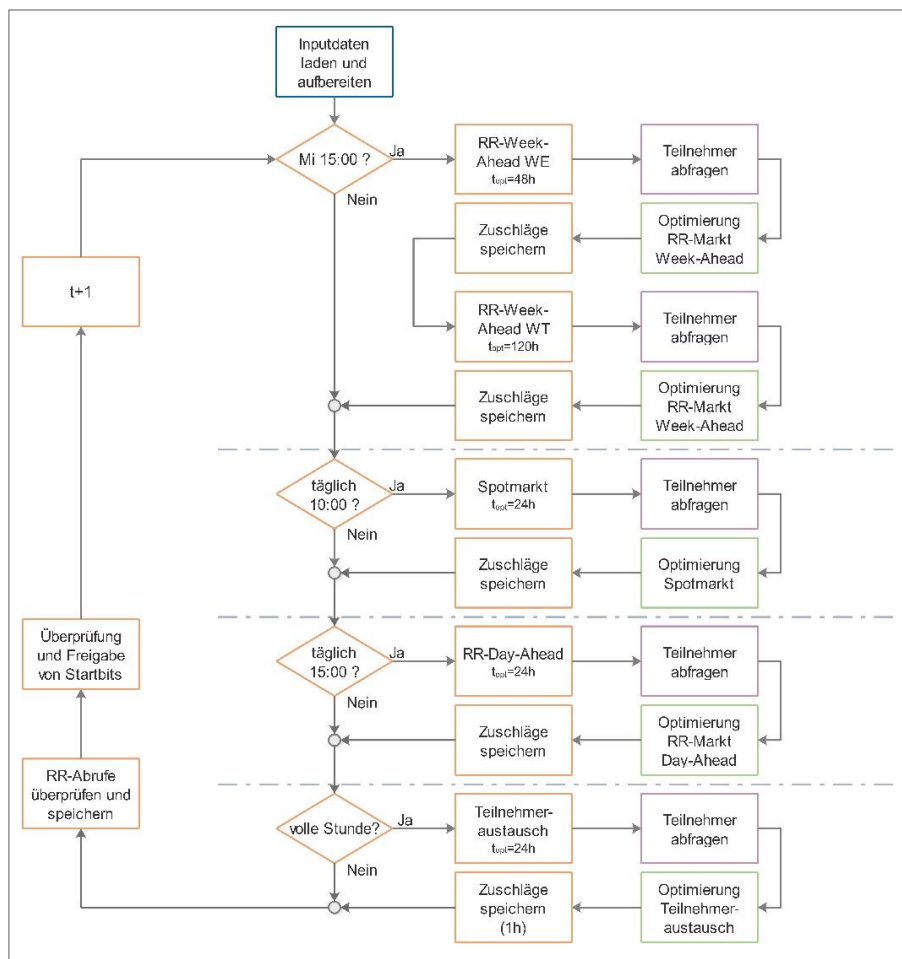 Inputdaten
laden und
aufbereiten
Mi 15:00 ?
Ja
Nein
RR-Week-
Ahead WE
topt=48h
Teilnehmer
abfragen
Zuschläge
speichern
Optimierung
RR-Markt
Week-Ahead
t+1
RR-Week-
Ahead WT
topt=120h
Teilnehmer
abfragen
Zuschläge
speichern
Optimierung
RR-Markt
Week-Ahead
täglich
10:00 ?
Ja
Nein
Spotmarkt
topt=24h
Teilnehmer
abfragen
Zuschläge
speichern
Optimierung
Spotmarkt
Überprüfung
und Freigabe
von Startbits
täglich
15:00 ?
Ja
Nein
RR-Day-Ahead
topt=24h
Teilnehmer
abfragen
Zuschläge
speichern
Optimierung
RR-Markt
Day-Ahead
RR-Abrufe
überprüfen und
speichern
volle Stunde?
Ja
Nein
Teilnehmer-
austausch
topt=24h
Teilnehmer
abfragen
Zuschläge
speichern
(1h)
Optimierung
Teilnehmer-
austausch